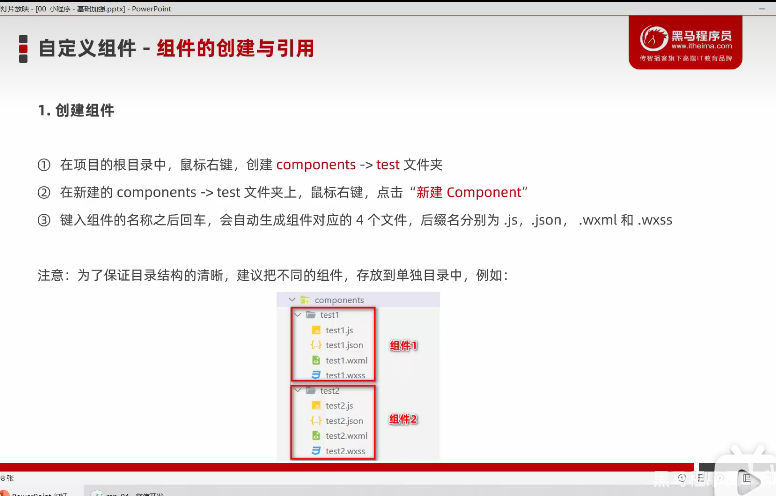 灯片放映 - [00. 小程序 - 基础加强.pptx] - PowerPoint
自定义组件 - 组件的创建与引用
黑马程序员
www.itheima.com
传智播客旗下高端IT教育品牌
1. 创建组件
① 在项目的根目录中，鼠标右键，创建 components -> test 文件夹
② 在新建的 components -> test 文件夹上，鼠标右键，点击“新建 Component”
③ 键入组件的名称之后回车，会自动生成组件对应的 4 个文件，后缀名分别为 .js，.json， .wxml 和 .wxss
注意：为了保证目录结构的清晰，建议把不同的组件，存放到单独目录中，例如：
components
test1
test1.js
test1.json
组件1
test1.wxml
test1.wxss
test2
test2.js
test2.json
组件2
test2.wxml
test2.wxss